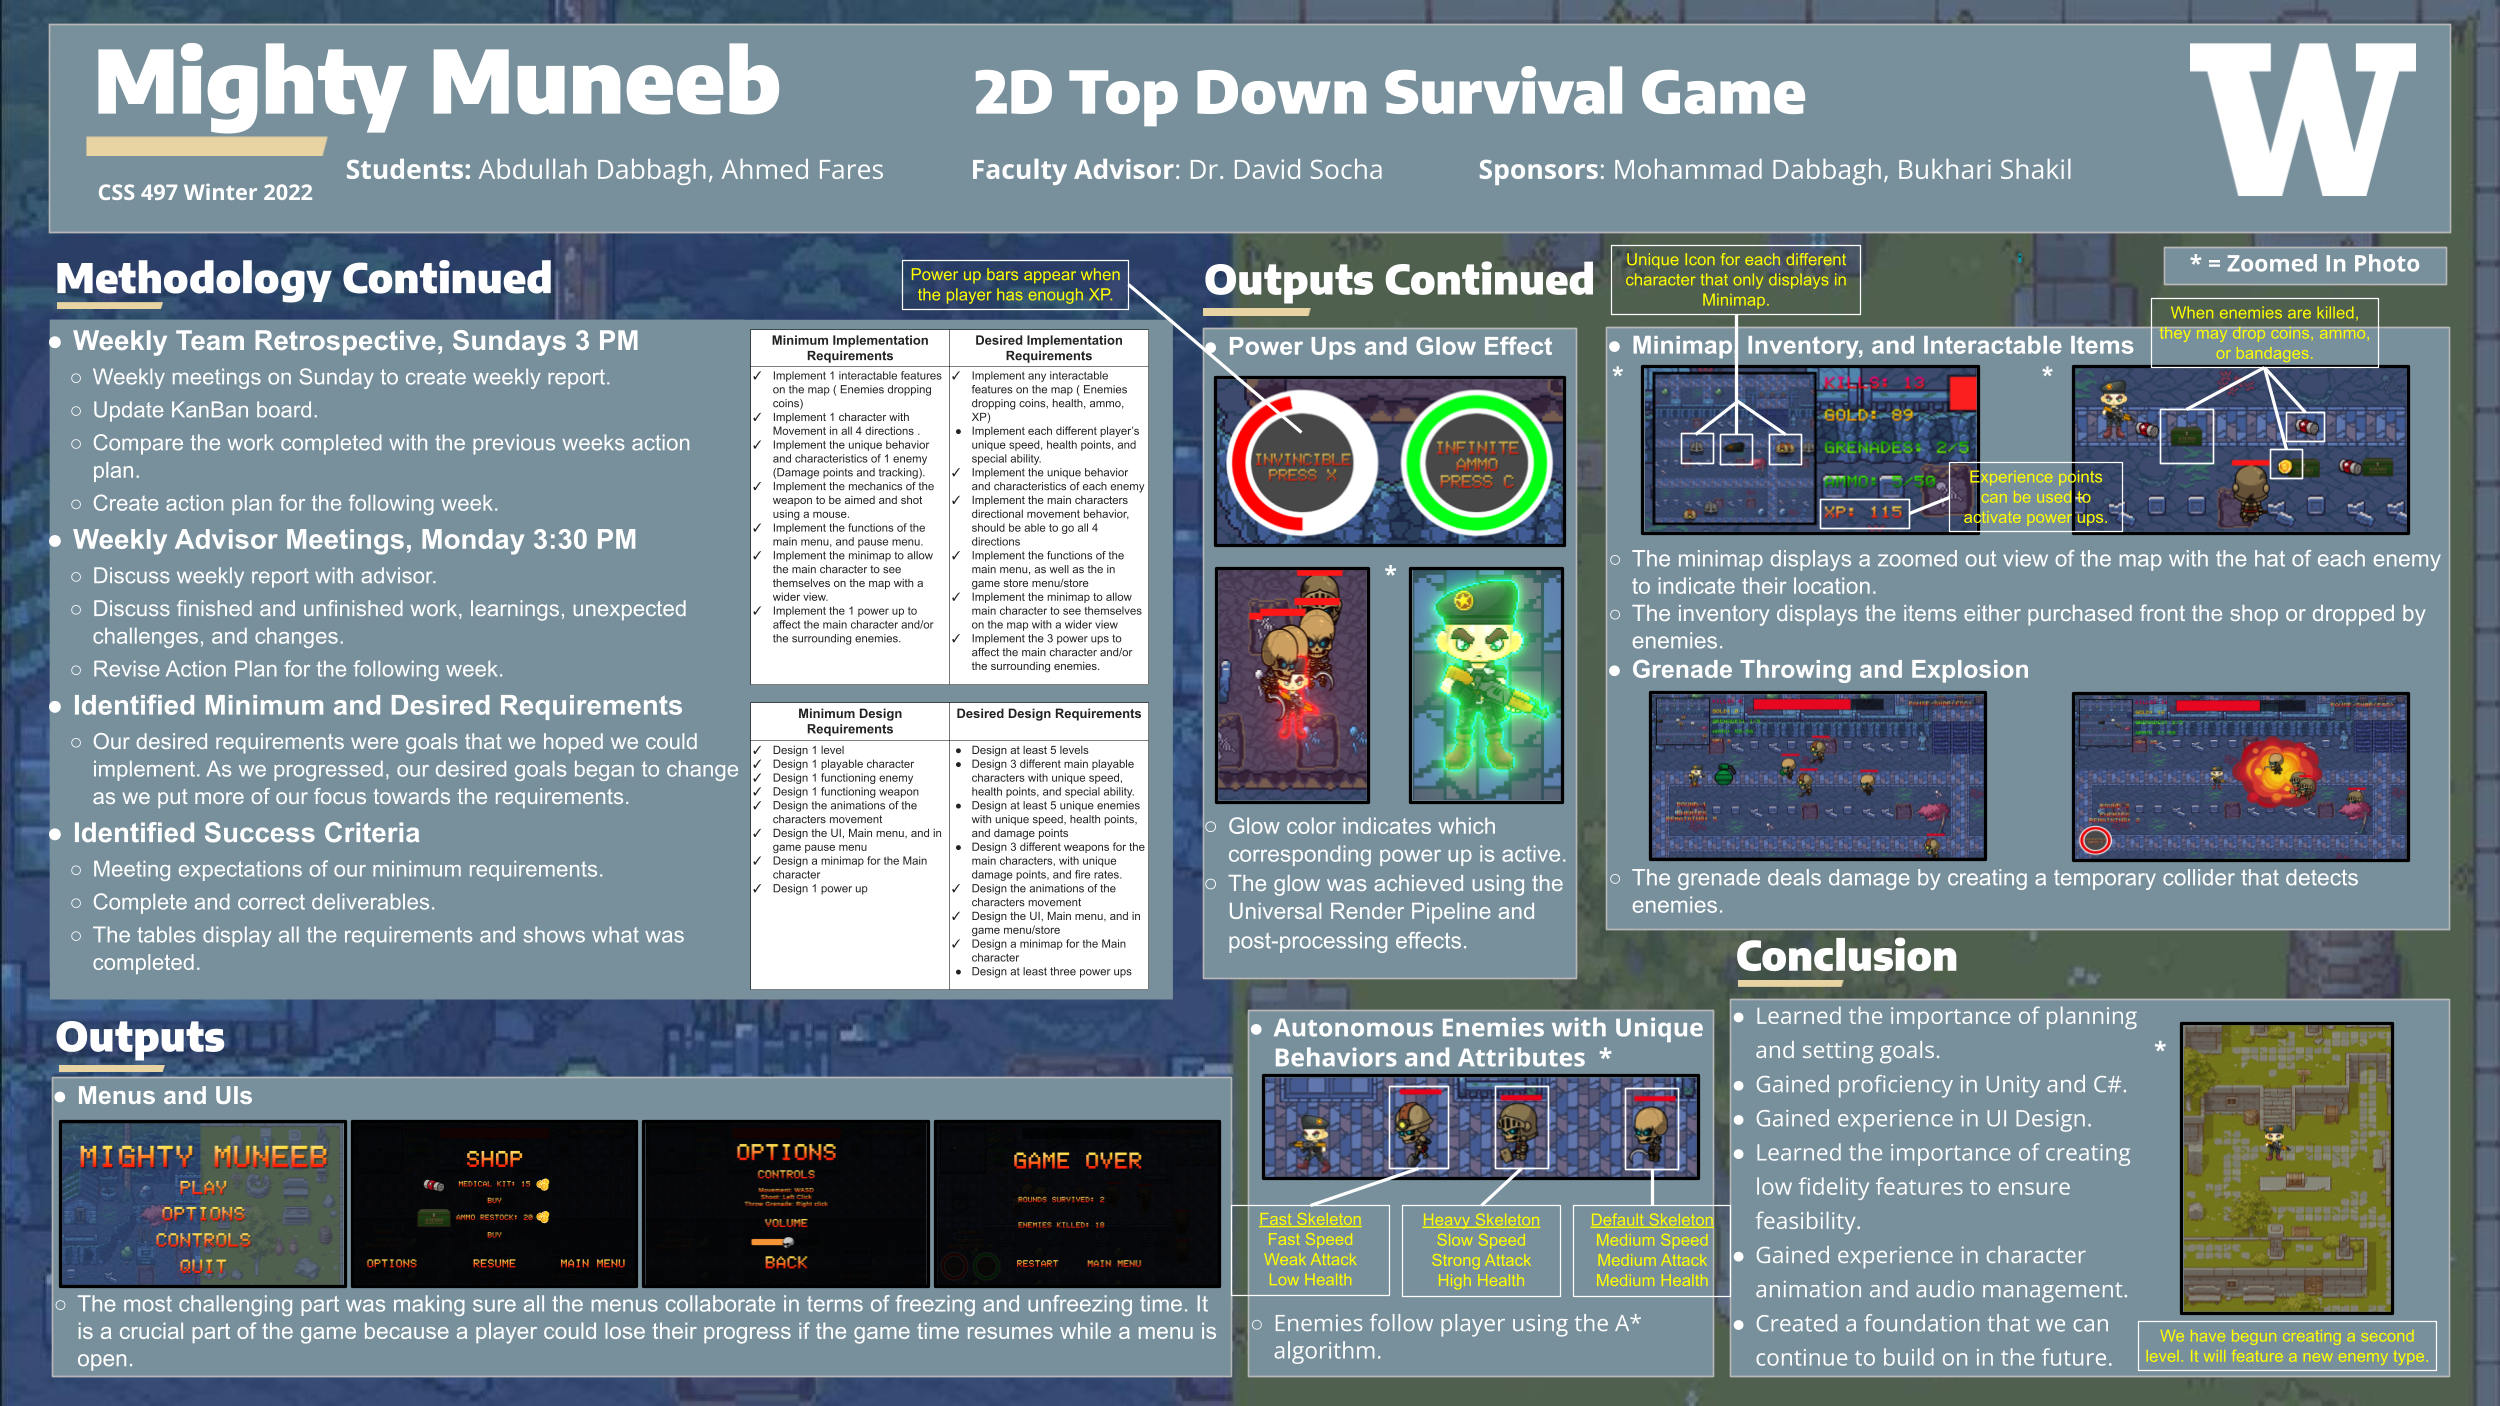 Mighty Muneeb
2D Top Down Survival Game
W
CSS 497 Winter 2022
Students: Abdullah Dabbagh, Ahmed Fares
Faculty Advisor: Dr. David Socha
Sponsors: Mohammad Dabbagh, Bukhari Shakil
Methodology Continued
● Weekly Team Retrospective, Sundays 3 PM
○ Weekly meetings on Sunday to create weekly report.
○ Update KanBan board.
○ Compare the work completed with the previous weeks action
plan.
○ Create action plan for the following week.
● Weekly Advisor Meetings, Monday 3:30 PM
○ Discuss weekly report with advisor.
○ Discuss finished and unfinished work, learnings, unexpected
challenges, and changes.
○ Revise Action Plan for the following week.
● Identified Minimum and Desired Requirements
○ Our desired requirements were goals that we hoped we could
implement. As we progressed, our desired goals began to change
as we put more of our focus towards the requirements.
● Identified Success Criteria
○ Meeting expectations of our minimum requirements.
○ Complete and correct deliverables.
○ The tables display all the requirements and shows what was
completed.
Minimum Implementation
Requirements
✓ Implement 1 interactable features
on the map ( Enemies dropping
coins)
✓ Implement 1 character with
Movement in all 4 directions .
✓ Implement the unique behavior
and characteristics of 1 enemy
(Damage points and tracking).
✓ Implement the mechanics of the
weapon to be aimed and shot
using a mouse.
✓ Implement the functions of the
main menu, and pause menu.
✓ Implement the minimap to allow
the main character to see
themselves on the map with a
wider view.
✓ Implement the 1 power up to
affect the main character and/or
the surrounding enemies.
Desired Implementation
Requirements
✓ Implement any interactable
features on the map ( Enemies
dropping coins, health, ammo,
XP)
● Implement each different player's
unique speed, health points, and
special ability.
✓ Implement the unique behavior
and characteristics of each enemy
✓ Implement the main characters
directional movement behavior,
should be able to go all 4
directions
✓ Implement the functions of the
main menu, as well as the in
game store menu/store
✓ Implement the minimap to allow
main character to see themselves
on the map with a wider view
✓ Implement the 3 power ups to
affect the main character and/or
the surrounding enemies.
Minimum Design
Requirements
✓ Design 1 level
✓ Design 1 playable character
✓ Design 1 functioning enemy
✓ Design 1 functioning weapon
✓ Design the animations of the
characters movement
✓ Design the UI, Main menu, and in
game pause menu
✓ Design a minimap for the Main
character
✓ Design 1 power up
Desired Design Requirements
● Design at least 5 levels
● Design 3 different main playable
characters with unique speed,
health points, and special ability.
● Design at least 5 unique enemies
with unique speed, health points,
and damage points
● Design 3 different weapons for the
main characters, with unique
damage points, and fire rates.
✓ Design the animations of the
characters movement
✓ Design the UI, Main menu, and in
game menu/store
✓ Design a minimap for the Main
character
● Design at least three power ups
Outputs
● Menus and UIs
MIGHTY MUNEEB
PLAY
OPTIONS
CONTROLS
QUIT
SHOP
MEDICAL KIT: 15
BUY
AMMO RESTOCK: 20
BUY
OPTIONS RESUME MAIN MENU
OPTIONS
CONTROLS
Movement: WASD
Shoot: Left Click
Throw Grenade: Right click
VOLUME
BACK
GAME OVER
ROUNDS SURVIVED: 2
ENEMIES KILLED: 18
RESTART MAIN MENU
○ The most challenging part was making sure all the menus collaborate in terms of freezing and unfreezing time. It
is a crucial part of the game because a player could lose their progress if the game time resumes while a menu is
open.
Outputs Continued
Power up bars appear when
the player has enough XP.
● Power Ups and Glow Effect
INVINCIBLE
PRESS X
INFINITE
AMMO
PRESS C
*
○ Glow color indicates which
corresponding power up is active.
○ The glow was achieved using the
Universal Render Pipeline and
post-processing effects.
Unique Icon for each different
character that only displays in
Minimap.
* = Zoomed In Photo
When enemies are killed,
they may drop coins, ammo,
or bandages.
● Minimap, Inventory, and Interactable Items
*
*
KILLS: 13
GOLD: 89
GRENADES: 2/5
AMMO: 5/50
XP: 115
Experience points
can be used to
activate power ups.
○ The minimap displays a zoomed out view of the map with the hat of each enemy
to indicate their location.
○ The inventory displays the items either purchased front the shop or dropped by
enemies.
● Grenade Throwing and Explosion
○ The grenade deals damage by creating a temporary collider that detects
enemies.
● Autonomous Enemies with Unique
Behaviors and Attributes *
Fast Skeleton
Fast Speed
Weak Attack
Low Health
Heavy Skeleton
Slow Speed
Strong Attack
High Health
Default Skeleton
Medium Speed
Medium Attack
Medium Health
○ Enemies follow player using the A*
algorithm.
Conclusion
● Learned the importance of planning
and setting goals.
● Gained proficiency in Unity and C#.
● Gained experience in UI Design.
● Learned the importance of creating
low fidelity features to ensure
feasibility.
● Gained experience in character
animation and audio management.
● Created a foundation that we can
continue to build on in the future.
*
We have begun creating a second
level. It will feature a new enemy type.